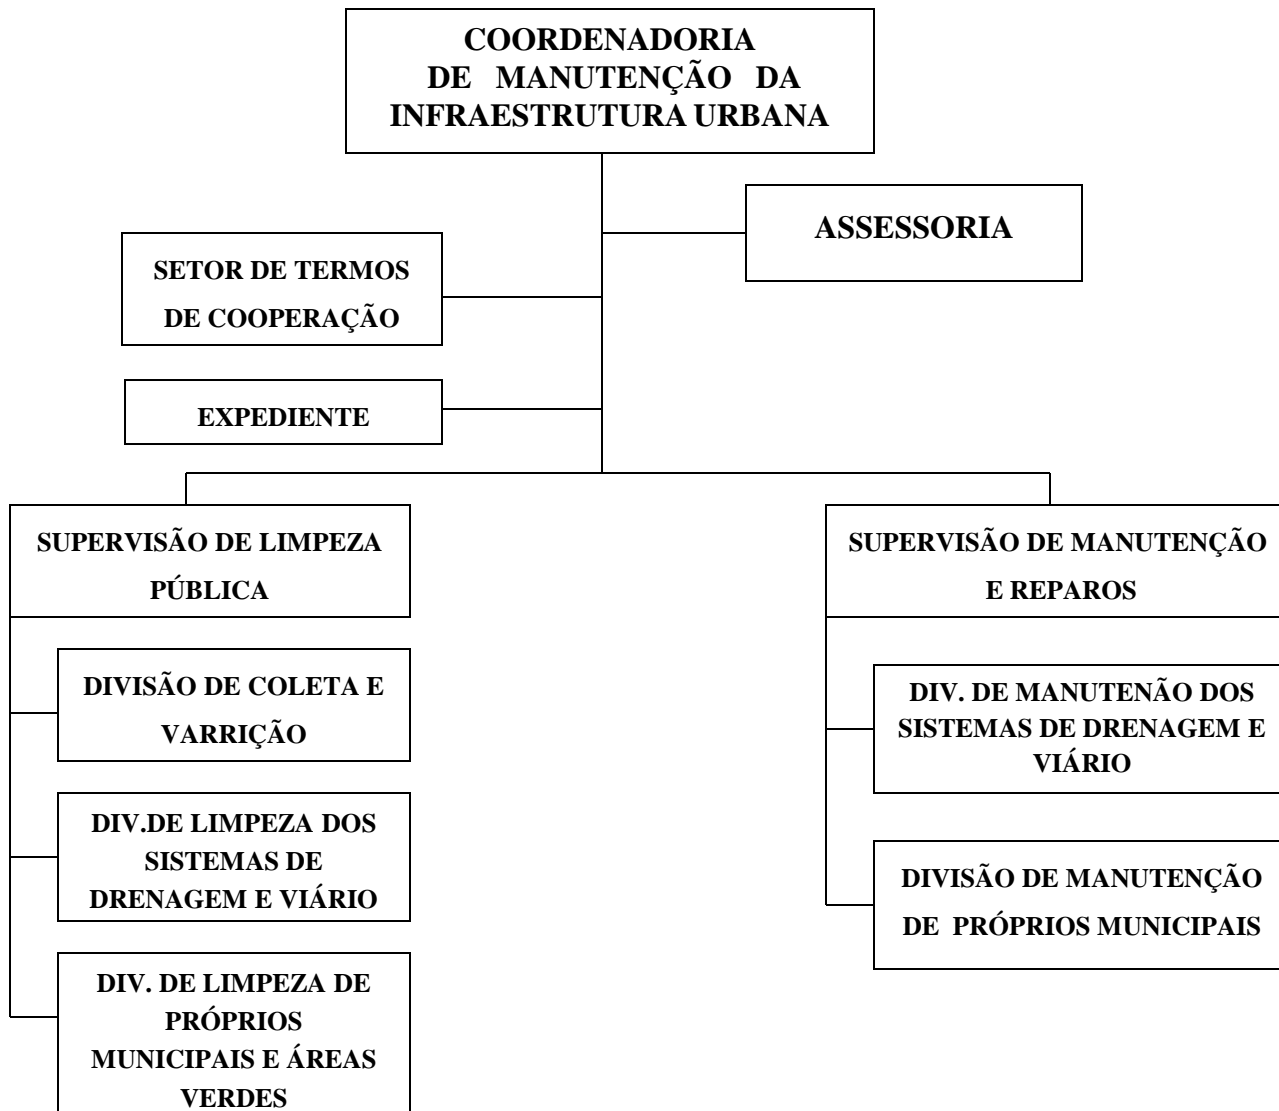 COORDENADORIA
DE MANUTENÇÃO DA
INFRAESTRUTURA URBANA
ASSESSORIA
SETOR DE TERMOS
DE COOPERAÇÃO
EXPEDIENTE
SUPERVISÃO DE LIMPEZA
PÚBLICA
DIVISÃO DE COLETA E
VARRIÇÃO
DIV.DE LIMPEZA DOS
SISTEMAS DE
DRENAGEM E VIÁRIO
DIV. DE LIMPEZA DE
PRÓPRIOS
MUNICIPAIS E ÁREAS
VERDES
SUPERVISÃO DE MANUTENÇÃO
E REPAROS
DIV. DE MANUTENÃO DOS
SISTEMAS DE DRENAGEM E
VIÁRIO
DIVISÃO DE MANUTENÇÃO
DE PRÓPRIOS MUNICIPAIS